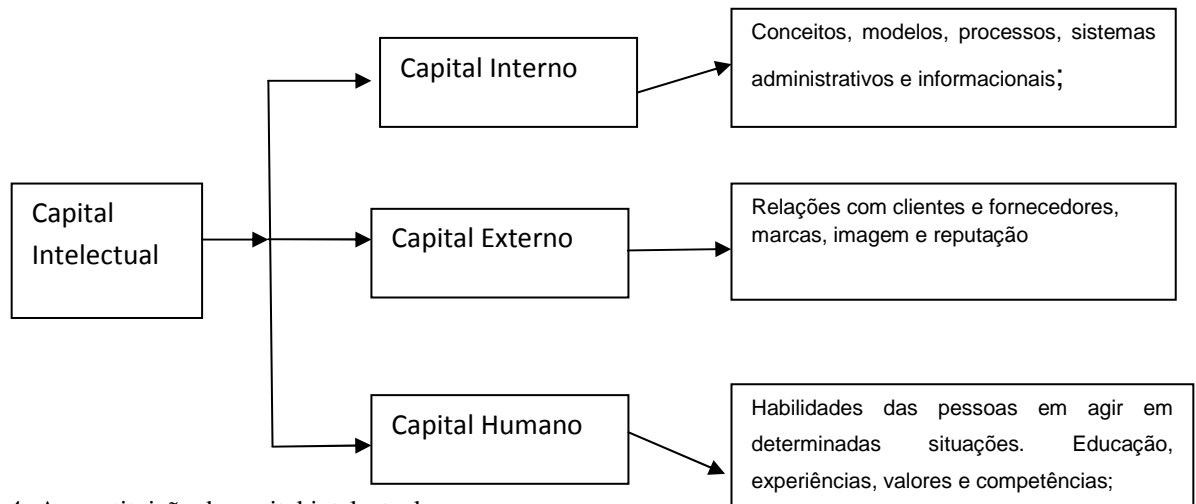 Conceitos, modelos, processos, sistemas
administrativos e informacionais;
Capital Interno
Capital
Intelectual
Capital Externo
Relações com clientes e fornecedores,
marcas, imagem e reputação
Capital Humano
Habilidades das pessoas em agir em
determinadas situações. Educação,
experiências, valores e competências;